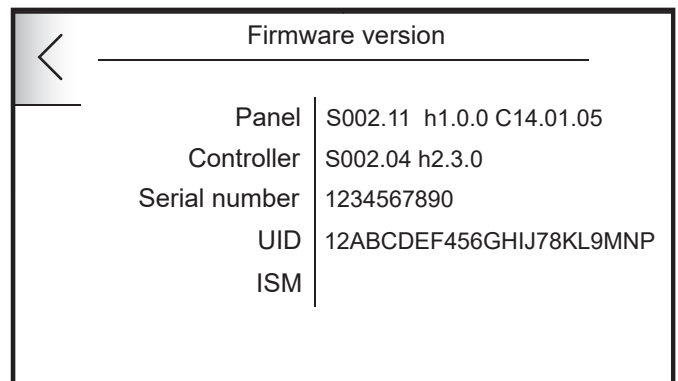 Firmware version
Panel S002.11 h1.0.0 C14.01.05
Controller S002.04 h2.3.0
Serial number 1234567890
UID 12ABCDEF456GHIJ78KL9MNP
ISM